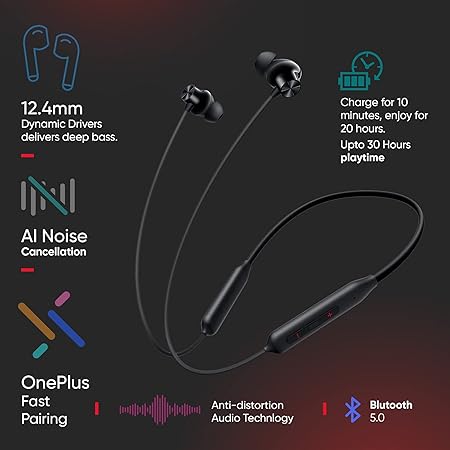 12.4mm
Dynamic Drivers
delivers deep bass.
Charge for 10
minutes, enjoy for
20 hours.
Upto 30 Hours
playtime
AI Noise
Cancellation
OnePlus
Fast
Pairing
Anti-distortion
Audio Technlogy
Blutooth
5.0